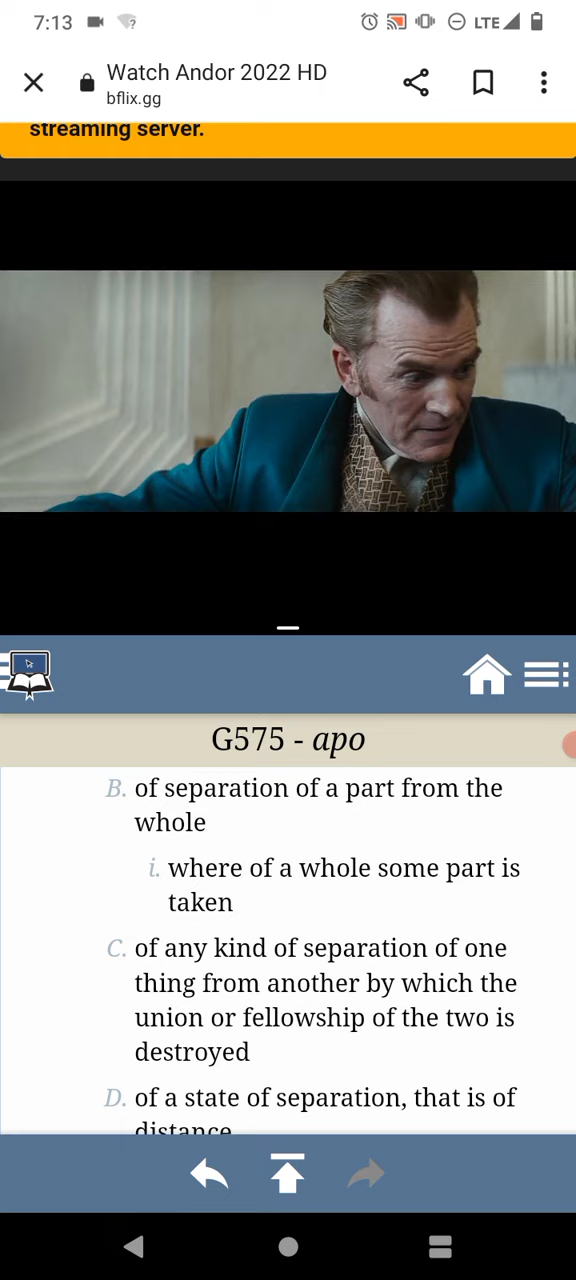 7:13
?
LTE
Watch Andor 2022 HD
bflix.gg
streaming server.
G575 - apo
B. of separation of a part from the
whole
i. where of a whole some part is
taken
C. of any kind of separation of one
thing from another by which the
union or fellowship of the two is
destroyed
D. of a state of separation, that is of
distance